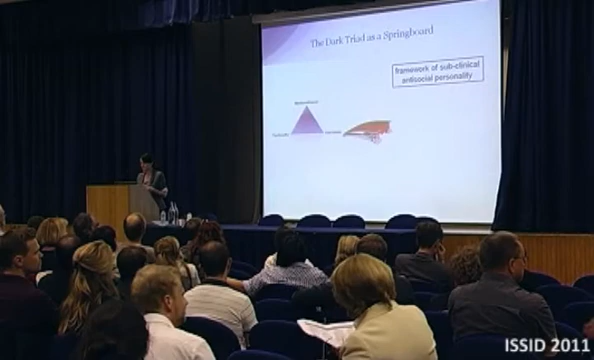 The Dark Triad as a Springboard
framework of sub-clinical
antisocial personality
ISSID 2011